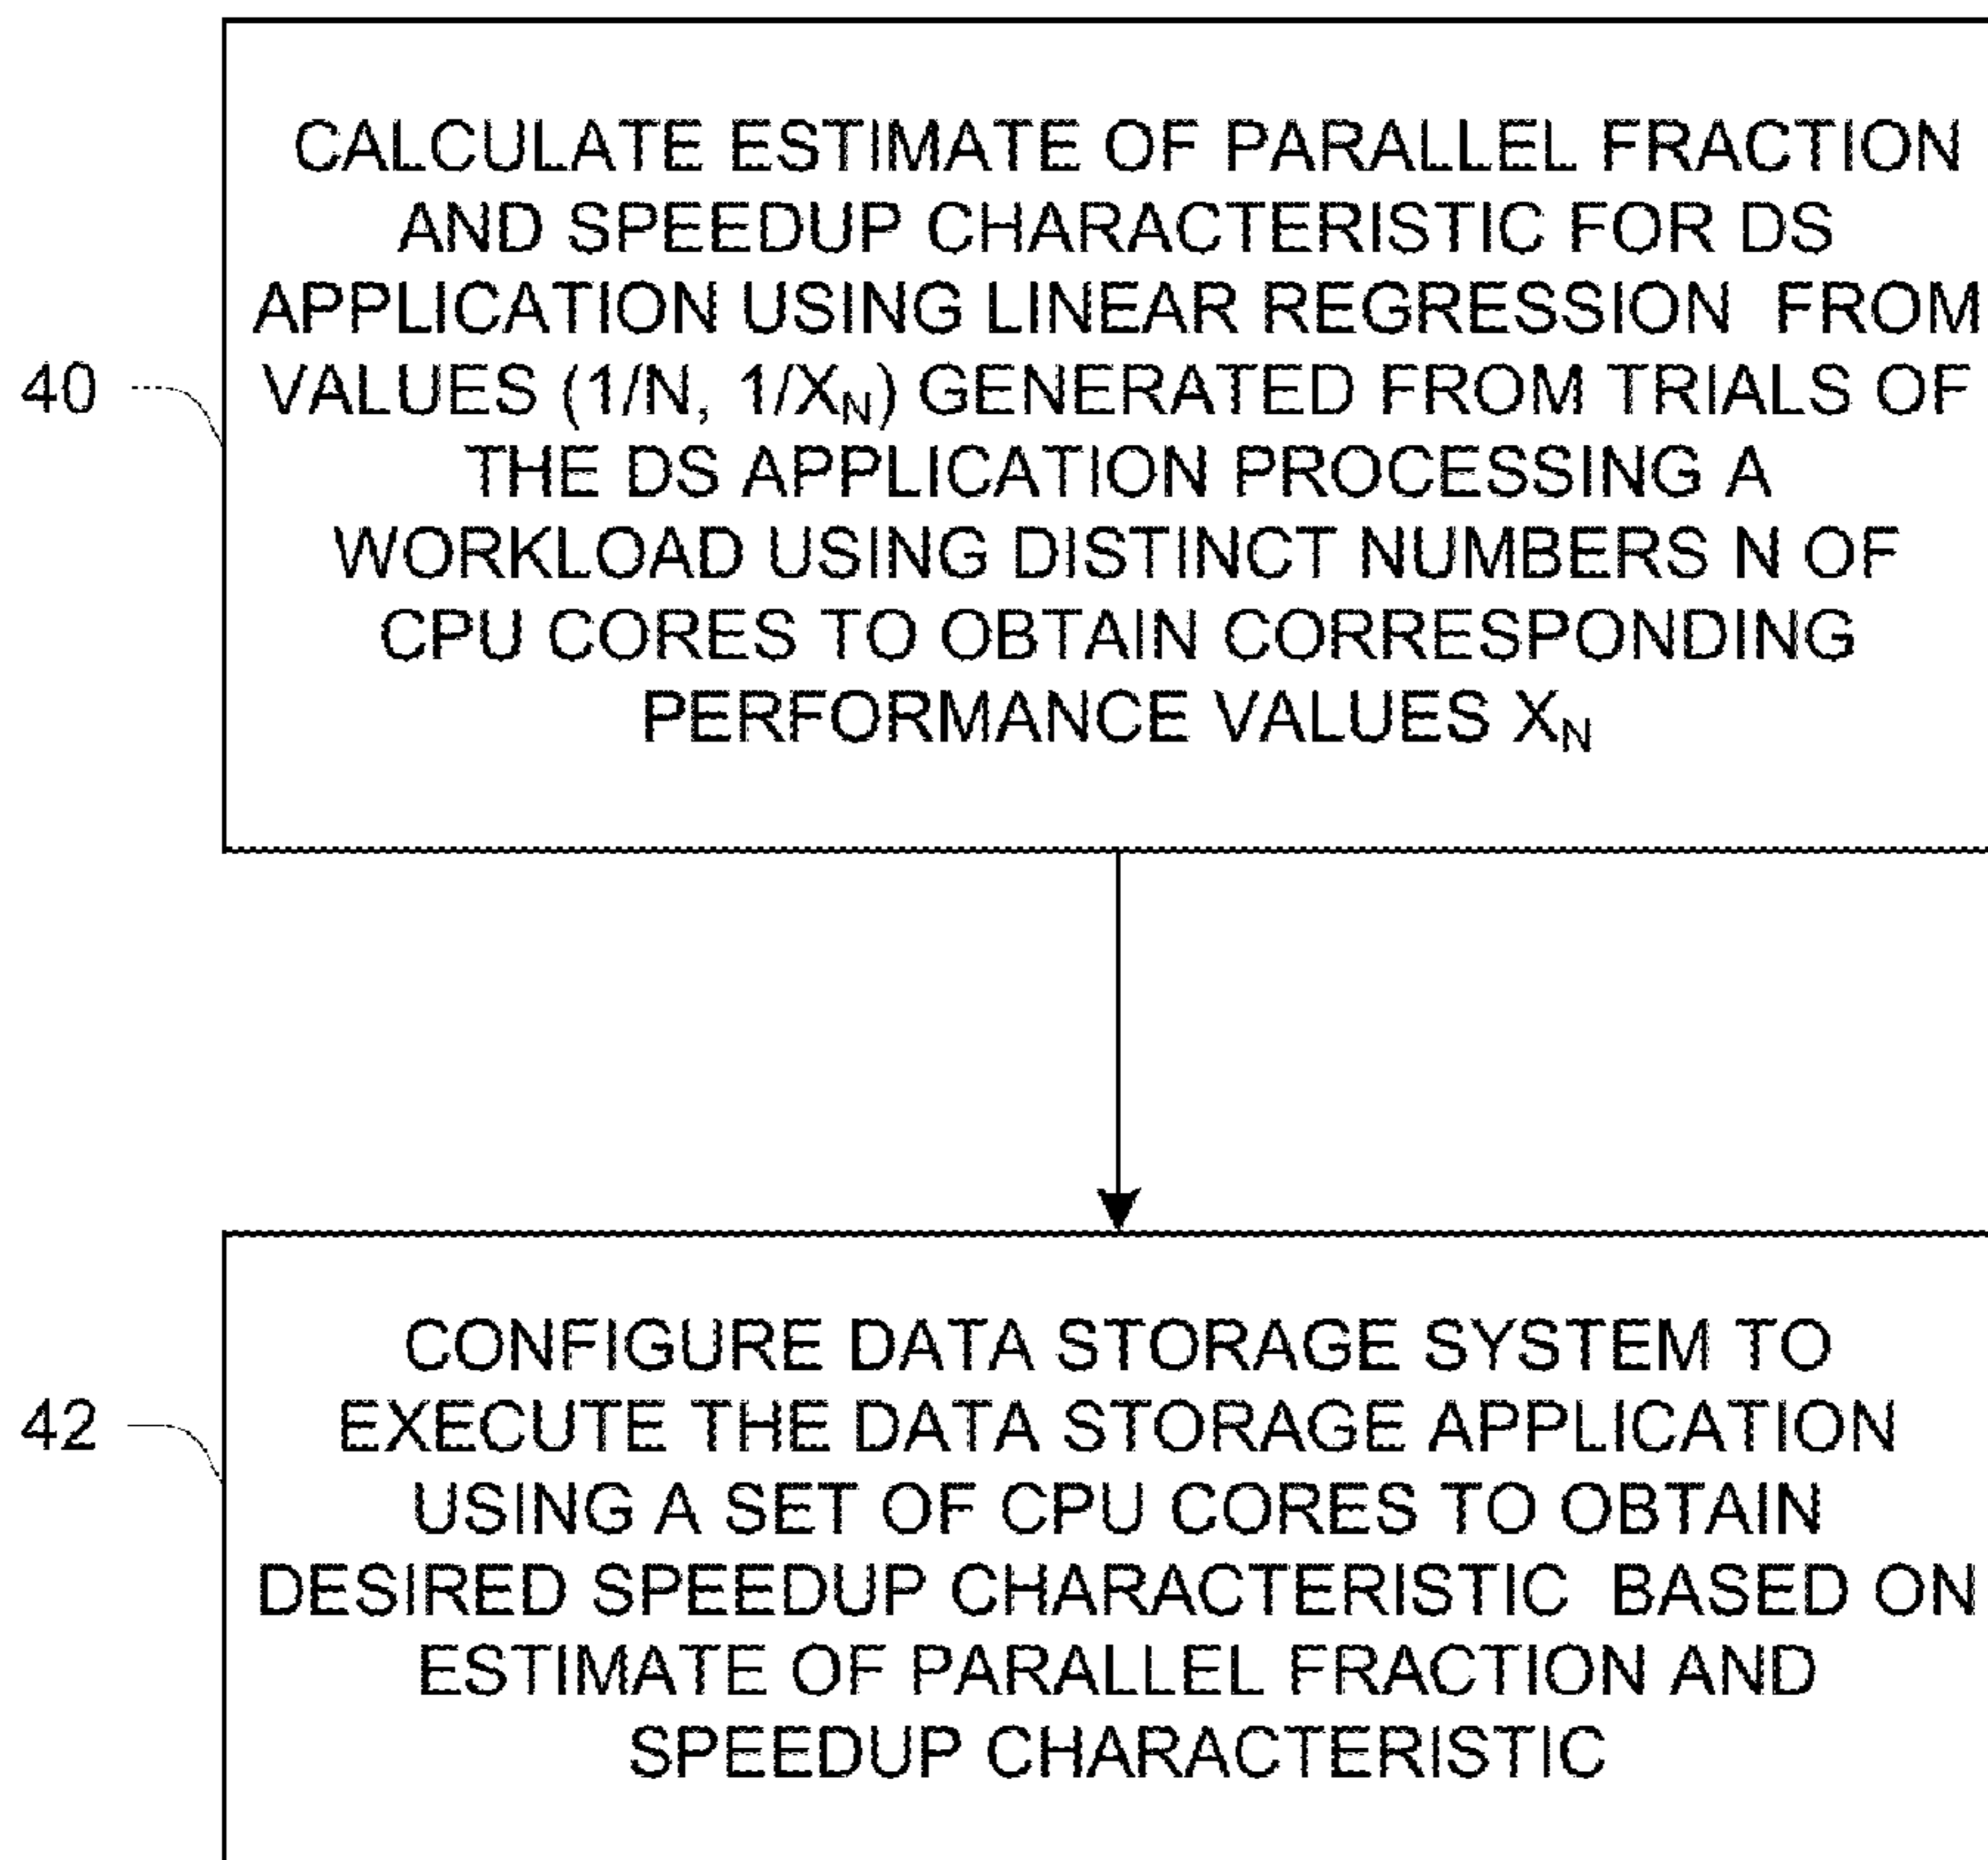 CALCULATE ESTIMATE OF PARALLEL FRACTION
AND SPEEDUP CHARACTERISTIC FOR DS
APPLICATION USING LINEAR REGRESSION FROM
40
VALUES (1/N, 1/X_N) GENERATED FROM TRIALS OF
THE DS APPLICATION PROCESSING A
WORKLOAD USING DISTINCT NUMBERS N OF
CPU CORES TO OBTAIN CORRESPONDING
PERFORMANCE VALUES X_N
CONFIGURE DATA STORAGE SYSTEM TO
42
EXECUTE THE DATA STORAGE APPLICATION
USING A SET OF CPU CORES TO OBTAIN
DESIRED SPEEDUP CHARACTERISTIC BASED ON
ESTIMATE OF PARALLEL FRACTION AND
SPEEDUP CHARACTERISTIC